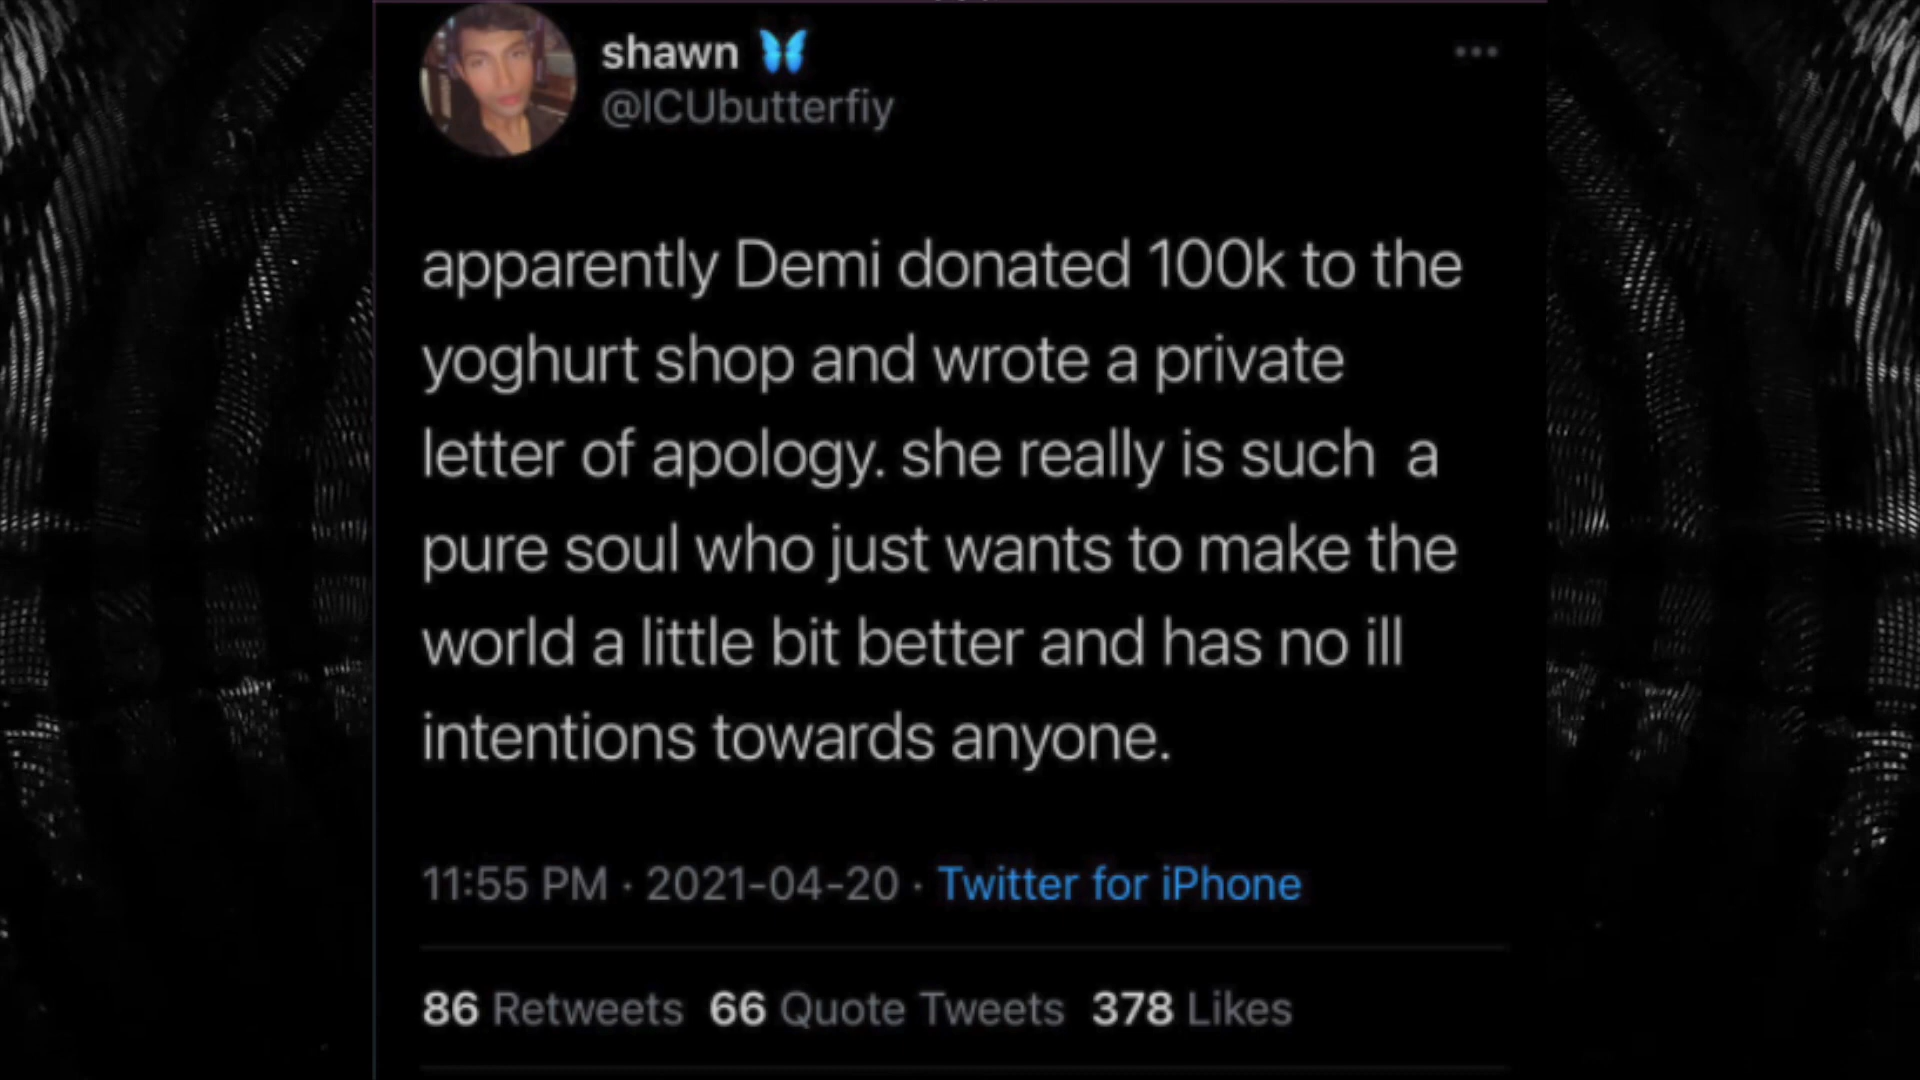 shawn 🦋
@ICUbutterfiy
apparently Demi donated 100k to the
yoghurt shop and wrote a private
letter of apology. she really is such  a
pure soul who just wants to make the
world a little bit better and has no ill
intentions towards anyone.
11:55 PM · 2021-04-20 · Twitter for iPhone
86 Retweets 66 Quote Tweets 378 Likes